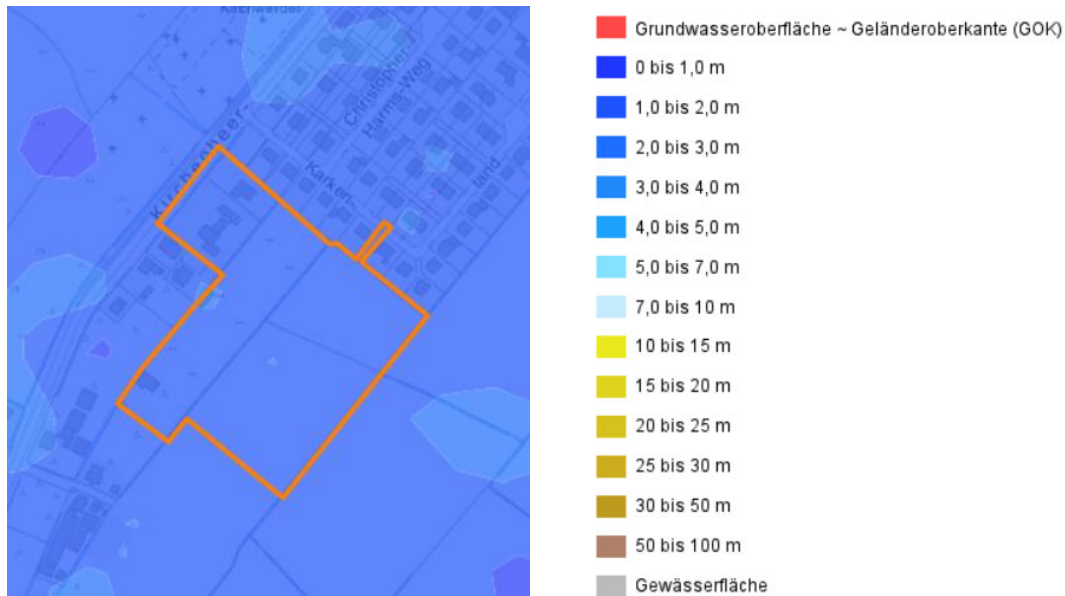 Kirchwerder
Kirchenheer-
Christopher-
Harms-Weg
Karken-
land
Grundwasseroberfläche ~ Geländeroberkante (GOK)
0 bis 1,0 m
1,0 bis 2,0 m
2,0 bis 3,0 m
3,0 bis 4,0 m
4,0 bis 5,0 m
5,0 bis 7,0 m
7,0 bis 10 m
10 bis 15 m
15 bis 20 m
20 bis 25 m
25 bis 30 m
30 bis 50 m
50 bis 100 m
Gewässerfläche